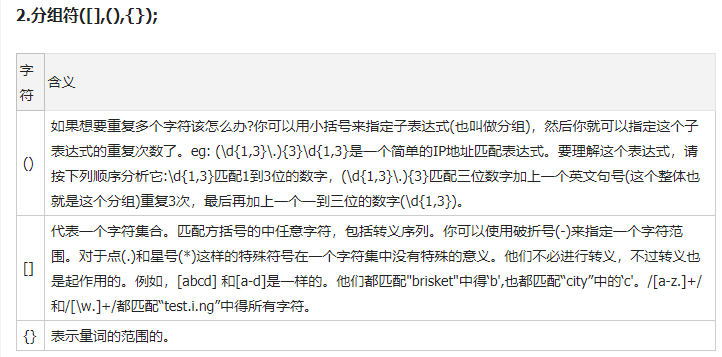 2.分组符([],(),{});
字符
含义
()
如果想要重复多个字符该怎么办?你可以用小括号来指定子表达式(也叫做分组)，然后你就可以指定这个子
表达式的重复次数了。eg: (\d{1,3}\.){3}\d{1,3}是一个简单的IP地址匹配表达式。要理解这个表达式，请
按下列顺序分析它:\d{1,3}匹配1到3位的数字，(\d{1,3}\.){3}匹配三位数字加上一个英文句号(这个整体也
就是这个分组)重复3次，最后再加上一个一到三位的数字(\d{1,3})。
[]
代表一个字符集合。匹配方括号的中任意字符，包括转义序列。你可以使用破折号(-)来指定一个字符范
围。对于点(.)和星号(*)这样的特殊符号在一个字符集中没有特殊的意义。他们不必进行转义，不过转义也
是起作用的。例如，[abcd] 和[a-d]是一样的。他们都匹配"brisket"中得'b',也都匹配“city”中的'c'。/[a-z.]+/
和/[\w.]+/都匹配“test.i.ng”中得所有字符。
{}
表示量词的范围的。